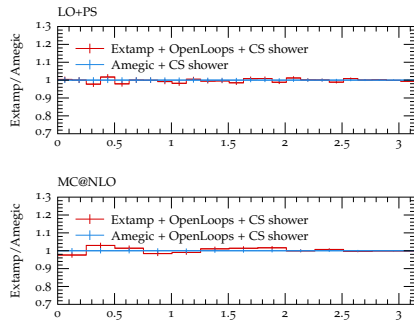 LO+PS
1.3
1.2
1.1
1
0.9
0.8
0.7
Extamp/Amegic
Extamp + OpenLoops + CS shower
Amegic + CS shower
0 0.5 1 1.5 2 2.5 3
MC@NLO
1.3
1.2
1.1
1
0.9
0.8
0.7
Extamp/Amegic
Extamp + OpenLoops + CS shower
Amegic + OpenLoops + CS shower
0 0.5 1 1.5 2 2.5 3